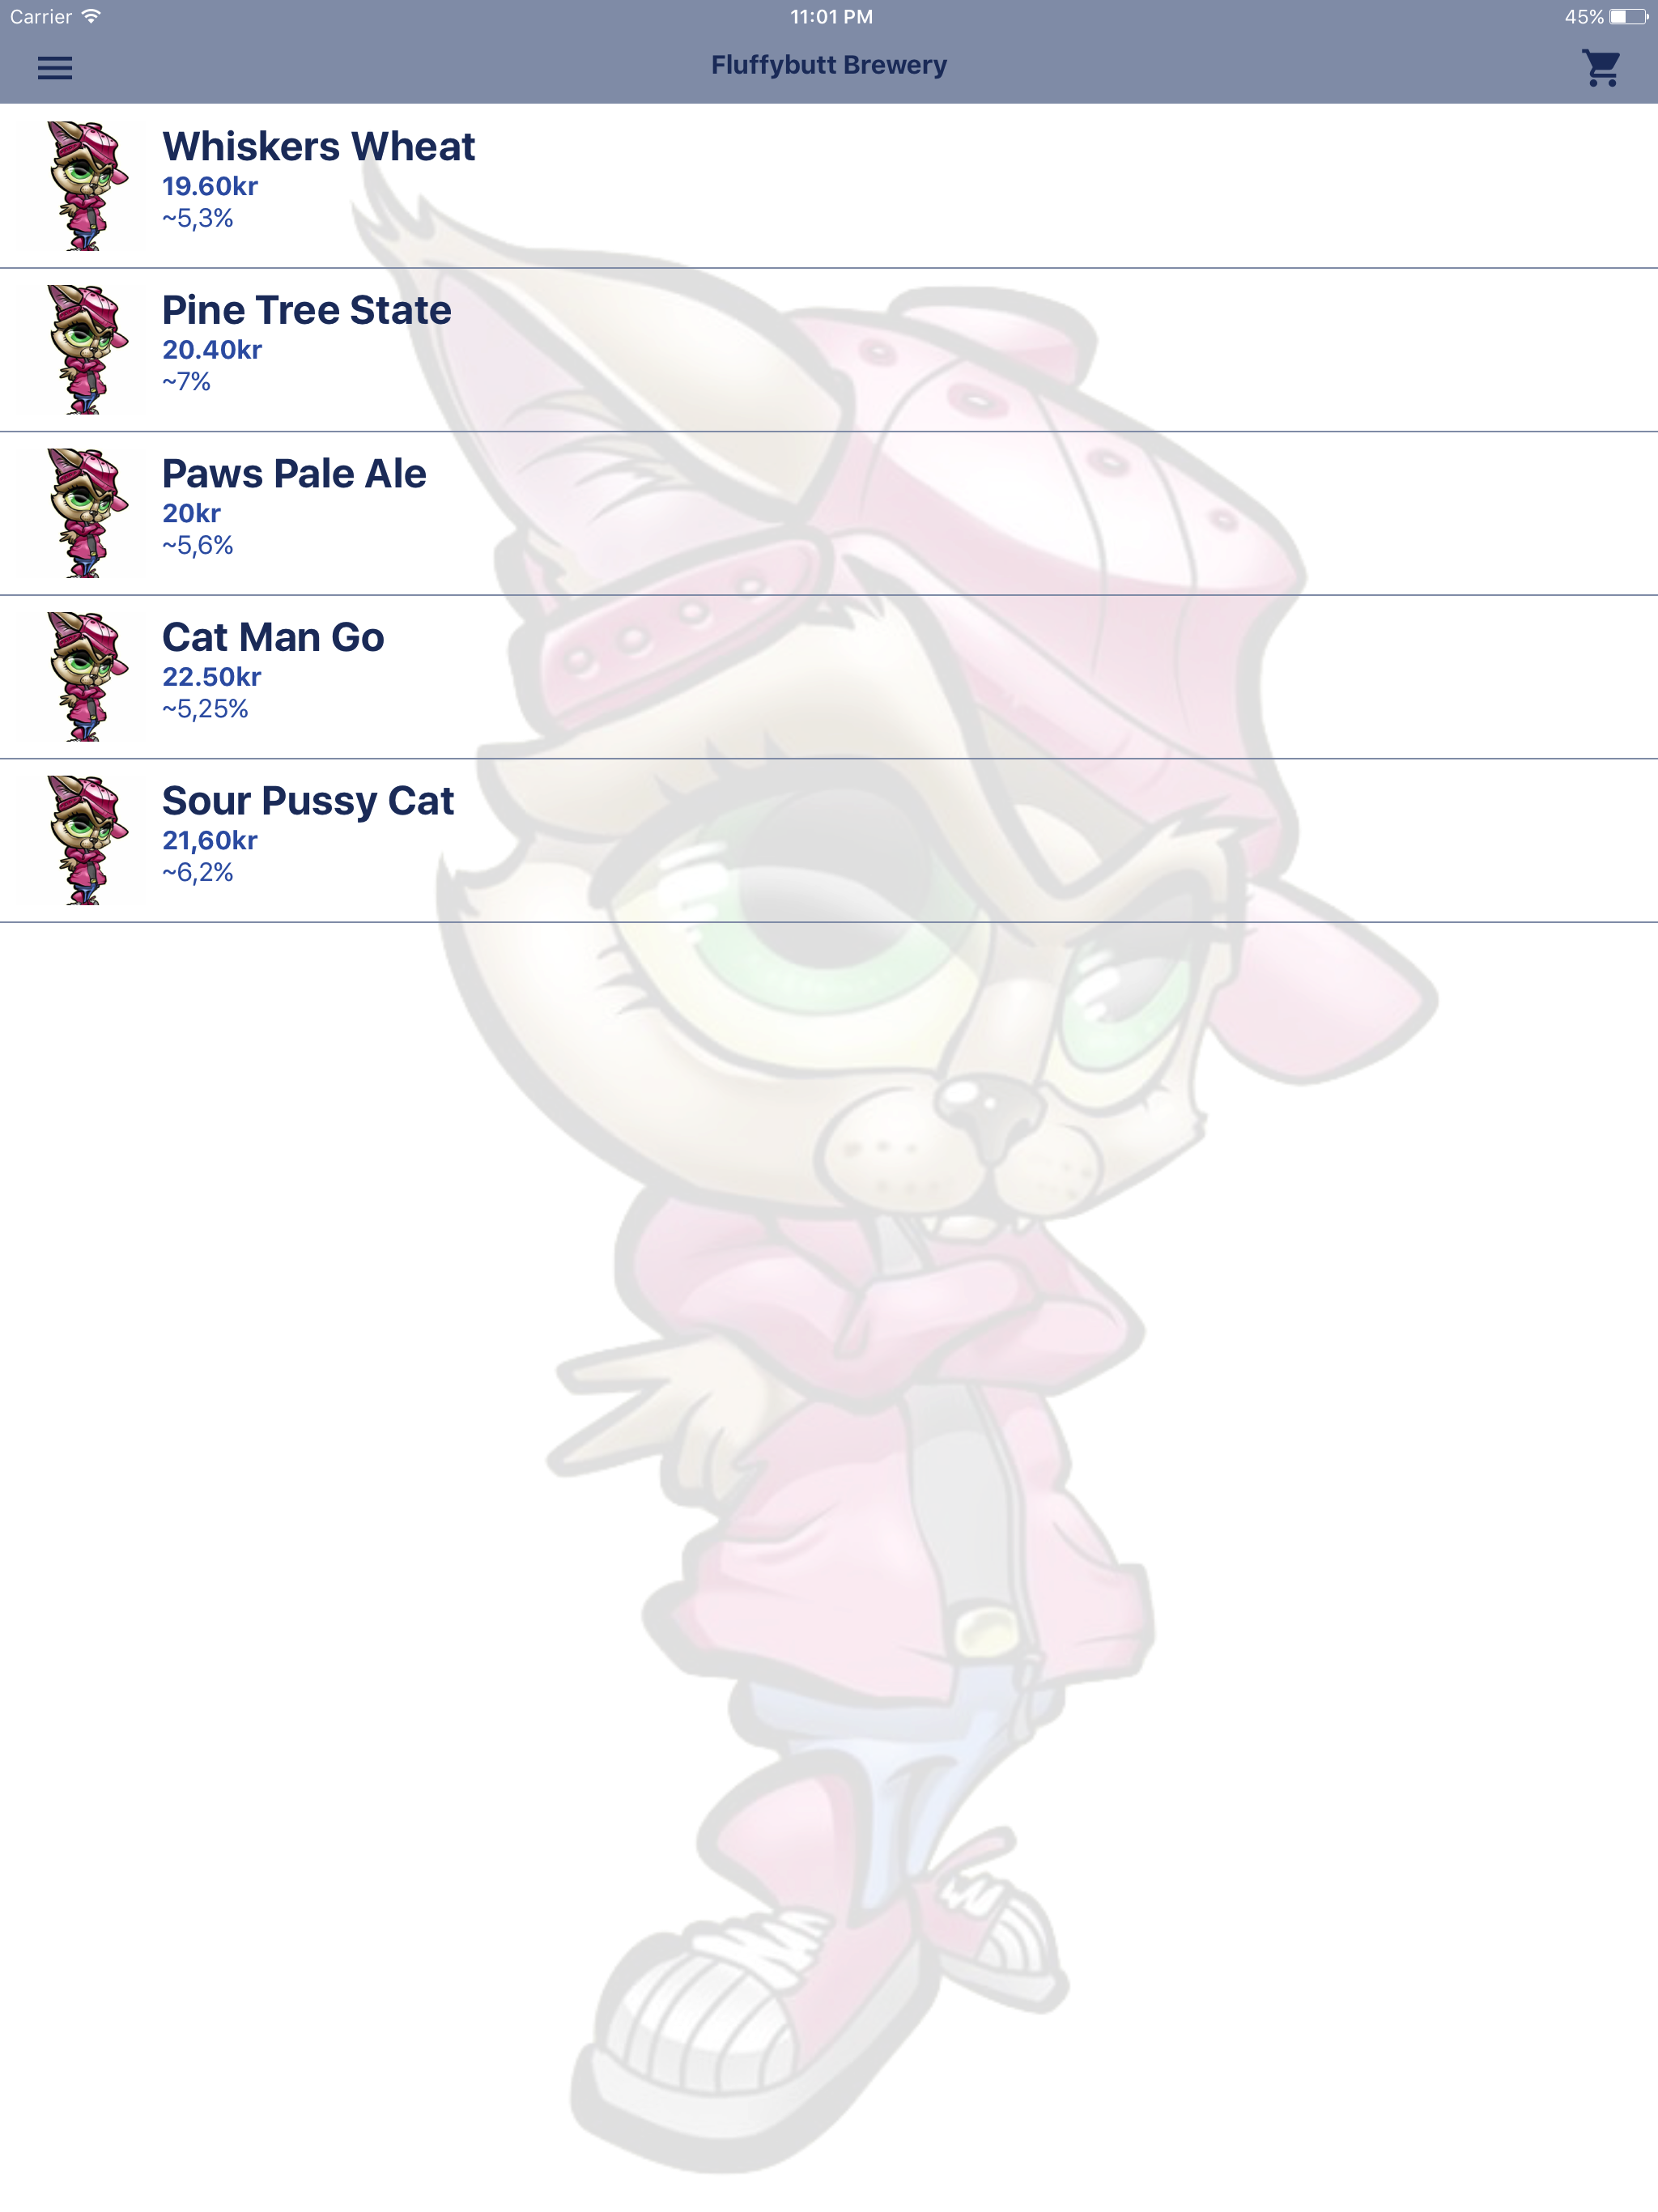 Carrier
11:01 PM
45%
Fluffybutt Brewery
Whiskers Wheat
19.60kr
~5,3%
Pine Tree State
20.40kr
~7%
Paws Pale Ale
20kr
~5,6%
Cat Man Go
22.50kr
~5,25%
Sour Pussy Cat
21,60kr
~6,2%